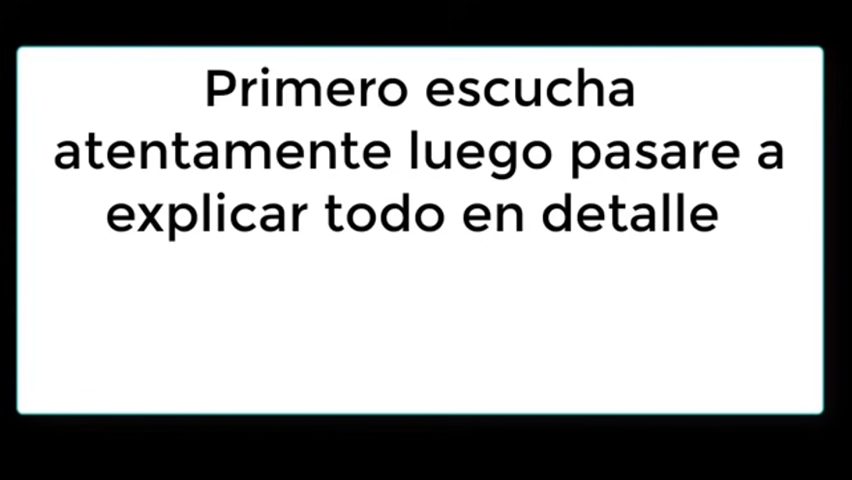 Primero escucha
atentamente luego pasare a
explicar todo en detalle